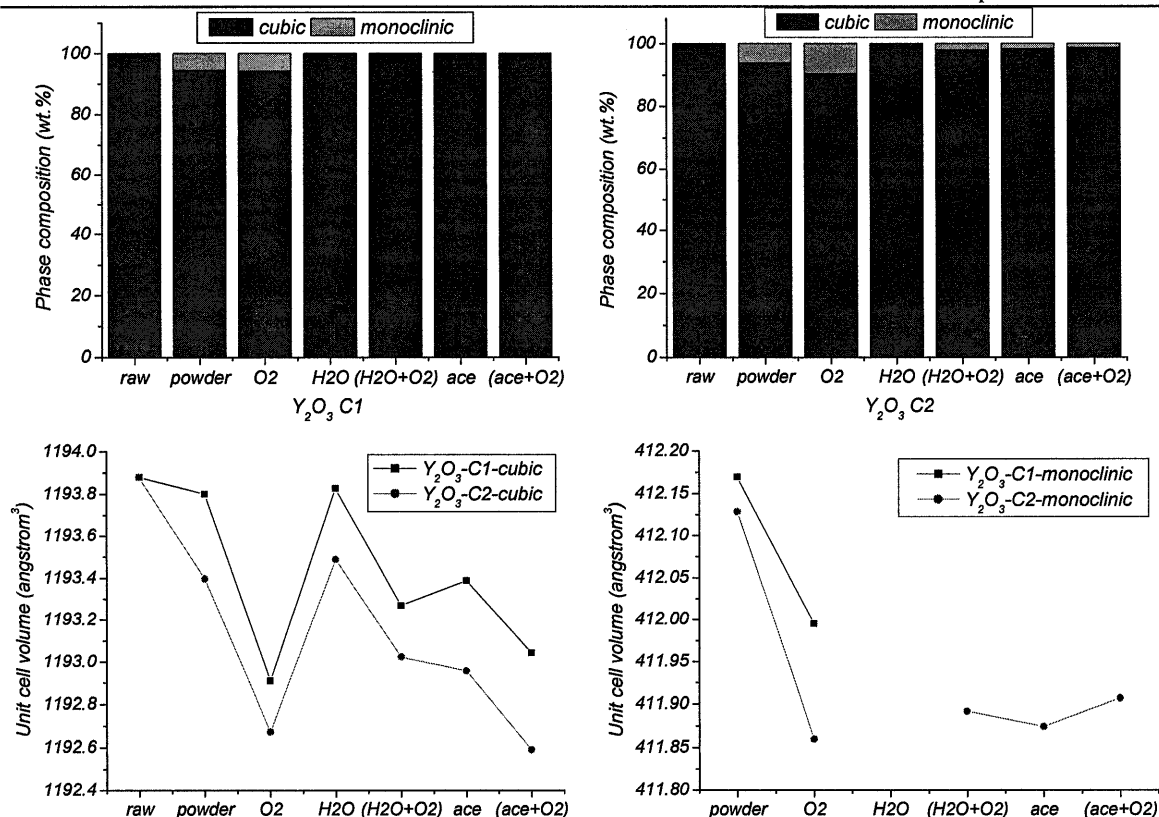 cubic monoclinic
100
80
60
40
20
0
Phase composition (wt.%)
raw powder O2 H2O (H2O+O2) ace (ace+O2)
Y2O3 C1
cubic monoclinic
100
80
60
40
20
0
Phase composition (wt.%)
raw powder O2 H2O (H2O+O2) ace (ace+O2)
Y2O3 C2
1194.0
1193.8
1193.6
1193.4
1193.2
1193.0
1192.8
1192.6
1192.4
Unit cell volume (angstrom3)
Y2O3-C1-cubic
Y2O3-C2-cubic
raw powder O2 H2O (H2O+O2) ace (ace+O2)
412.20
412.15
412.10
412.05
412.00
411.95
411.90
411.85
411.80
Unit cell volume (angstrom3)
Y2O3-C1-monoclinic
Y2O3-C2-monoclinic
powder O2 H2O (H2O+O2) ace (ace+O2)